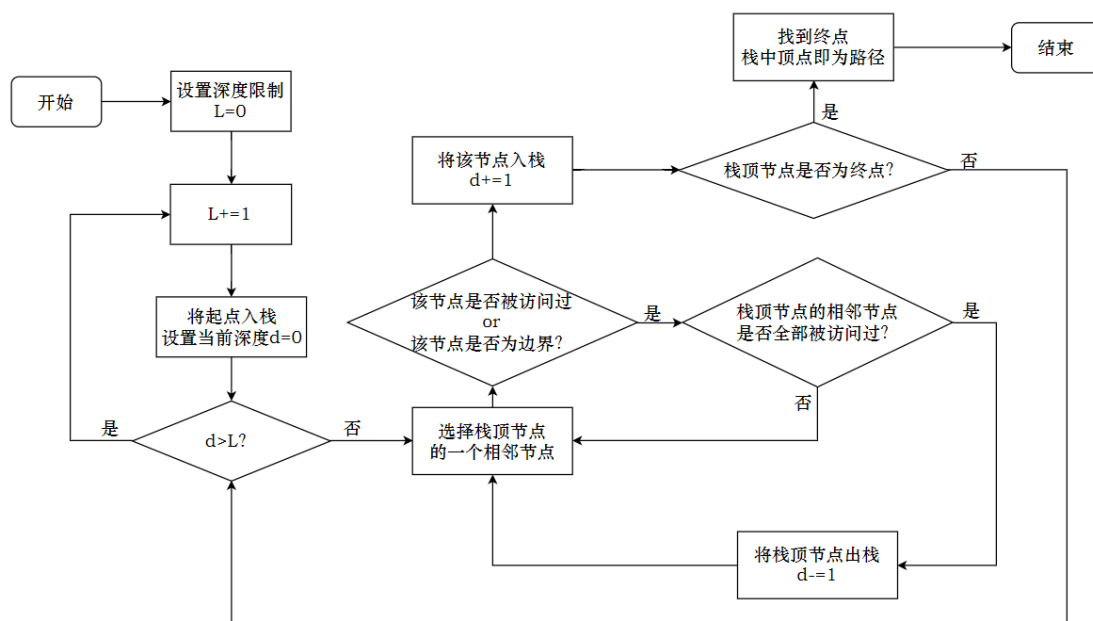 开始
设置深度限制
L=0
L+=1
将起点入栈
设置当前深度d=0
d>L?
是
否
选择栈顶节点
的一个相邻节点
该节点是否被访问过
or
该节点是否为边界?
是
将该节点入栈
d+=1
栈顶节点是否为终点?
是
否
找到终点
栈中顶点即为路径
结束
栈顶节点的相邻节点
是否全部被访问过?
是
否
将栈顶节点出栈
d-=1